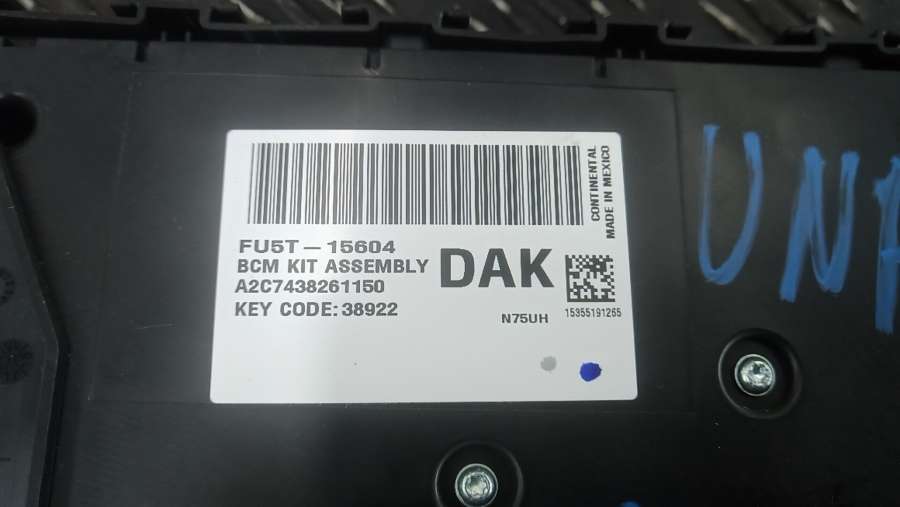 CONTINENTAL
MADE IN MEXICO
FU5T-15604
BCM KIT ASSEMBLY
DAK
A2C7438261150
KEY CODE: 38922
N75UH
15355191265